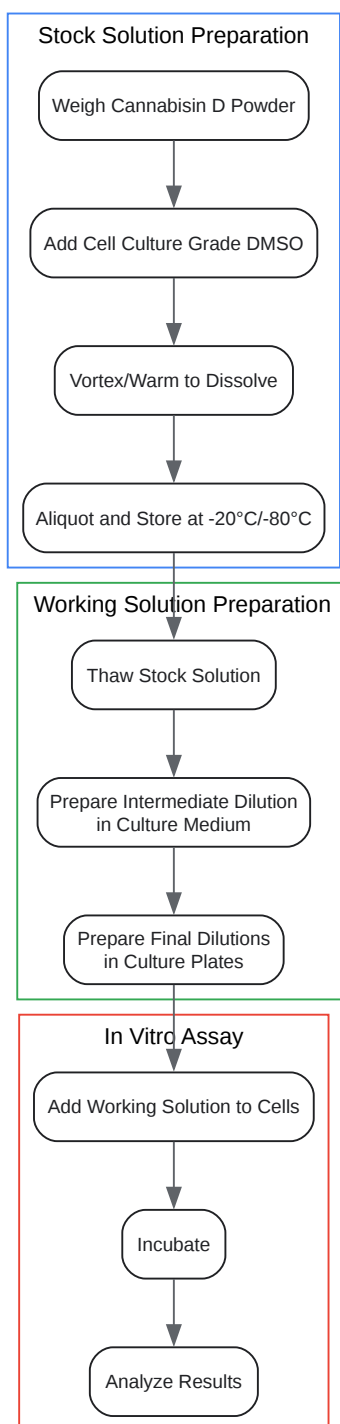 Stock Solution Preparation
Weigh Cannabisin D Powder
Add Cell Culture Grade DMSO
Vortex/Warm to Dissolve
Aliquot and Store at -20°C/-80°C
Working Solution Preparation
Thaw Stock Solution
Prepare Intermediate Dilution
in Culture Medium
Prepare Final Dilutions
in Culture Plates
In Vitro Assay
Add Working Solution to Cells
Incubate
Analyze Results